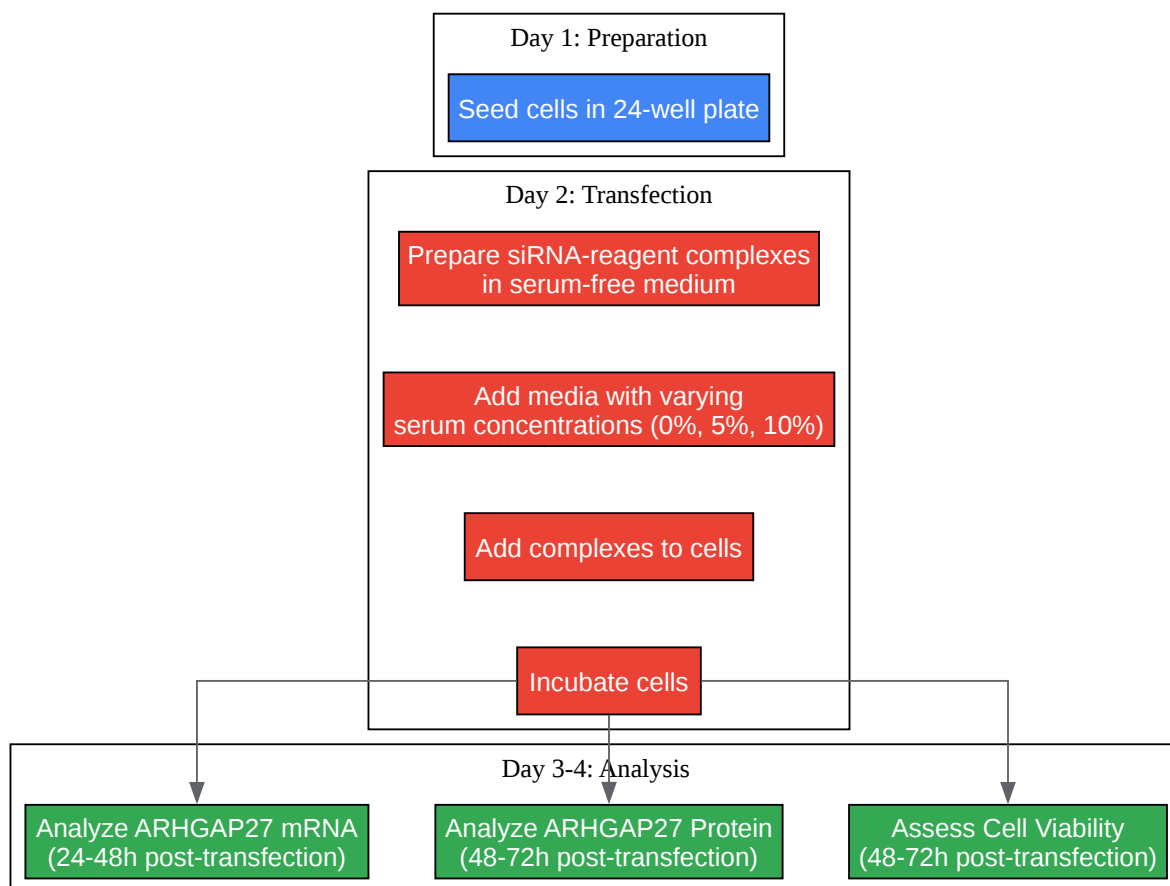 Day 1: Preparation
Seed cells in 24-well plate
Day 2: Transfection
Prepare siRNA-reagent complexes
in serum-free medium
Add media with varying
serum concentrations (0%, 5%, 10%)
Add complexes to cells
Incubate cells
Day 3-4: Analysis
Analyze ARHGAP27 mRNA
(24-48h post-transfection)
Analyze ARHGAP27 Protein
(48-72h post-transfection)
Assess Cell Viability
(48-72h post-transfection)